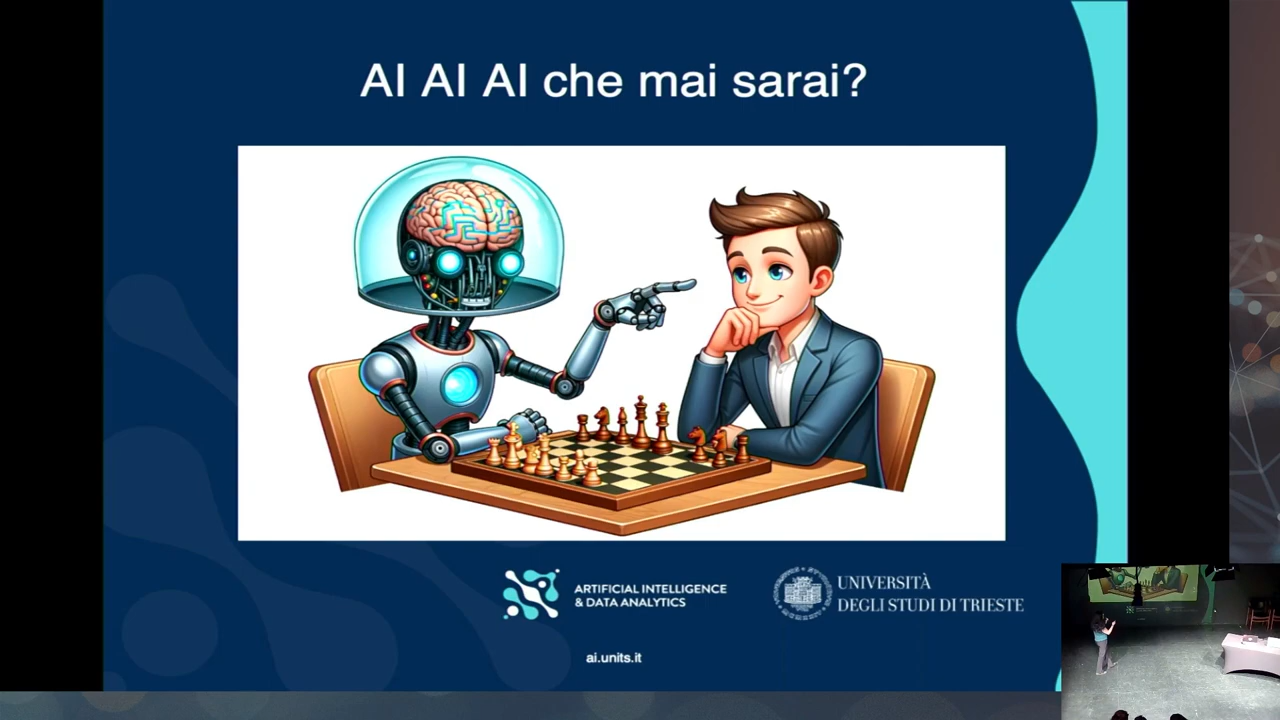 AI AI AI che mai sarai?
ARTIFICIAL INTELLIGENCE
& DATA ANALYTICS
UNIVERSITÀ
DEGLI STUDI DI TRIESTE
ai.units.it